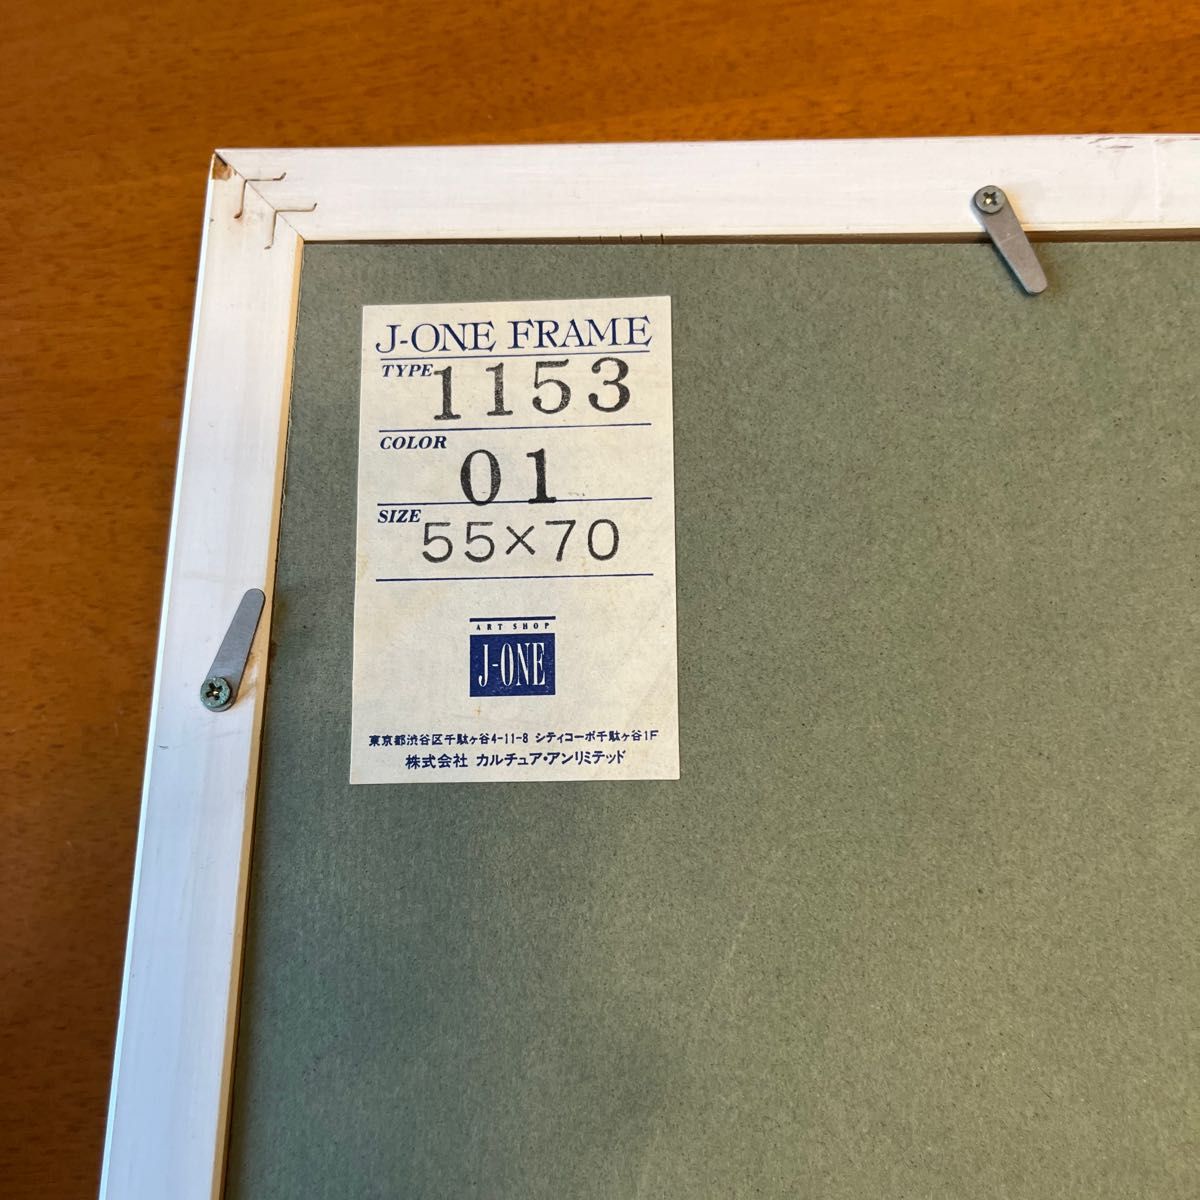 J-ONE FRAME
TYPE 1153
COLOR 01
SIZE 55×70
ART SHOP
J-ONE
東京都渋谷区千駄ヶ谷4-11-8 シティコーポ千駄ヶ谷1F
株式会社 カルチュア・アンリミテッド